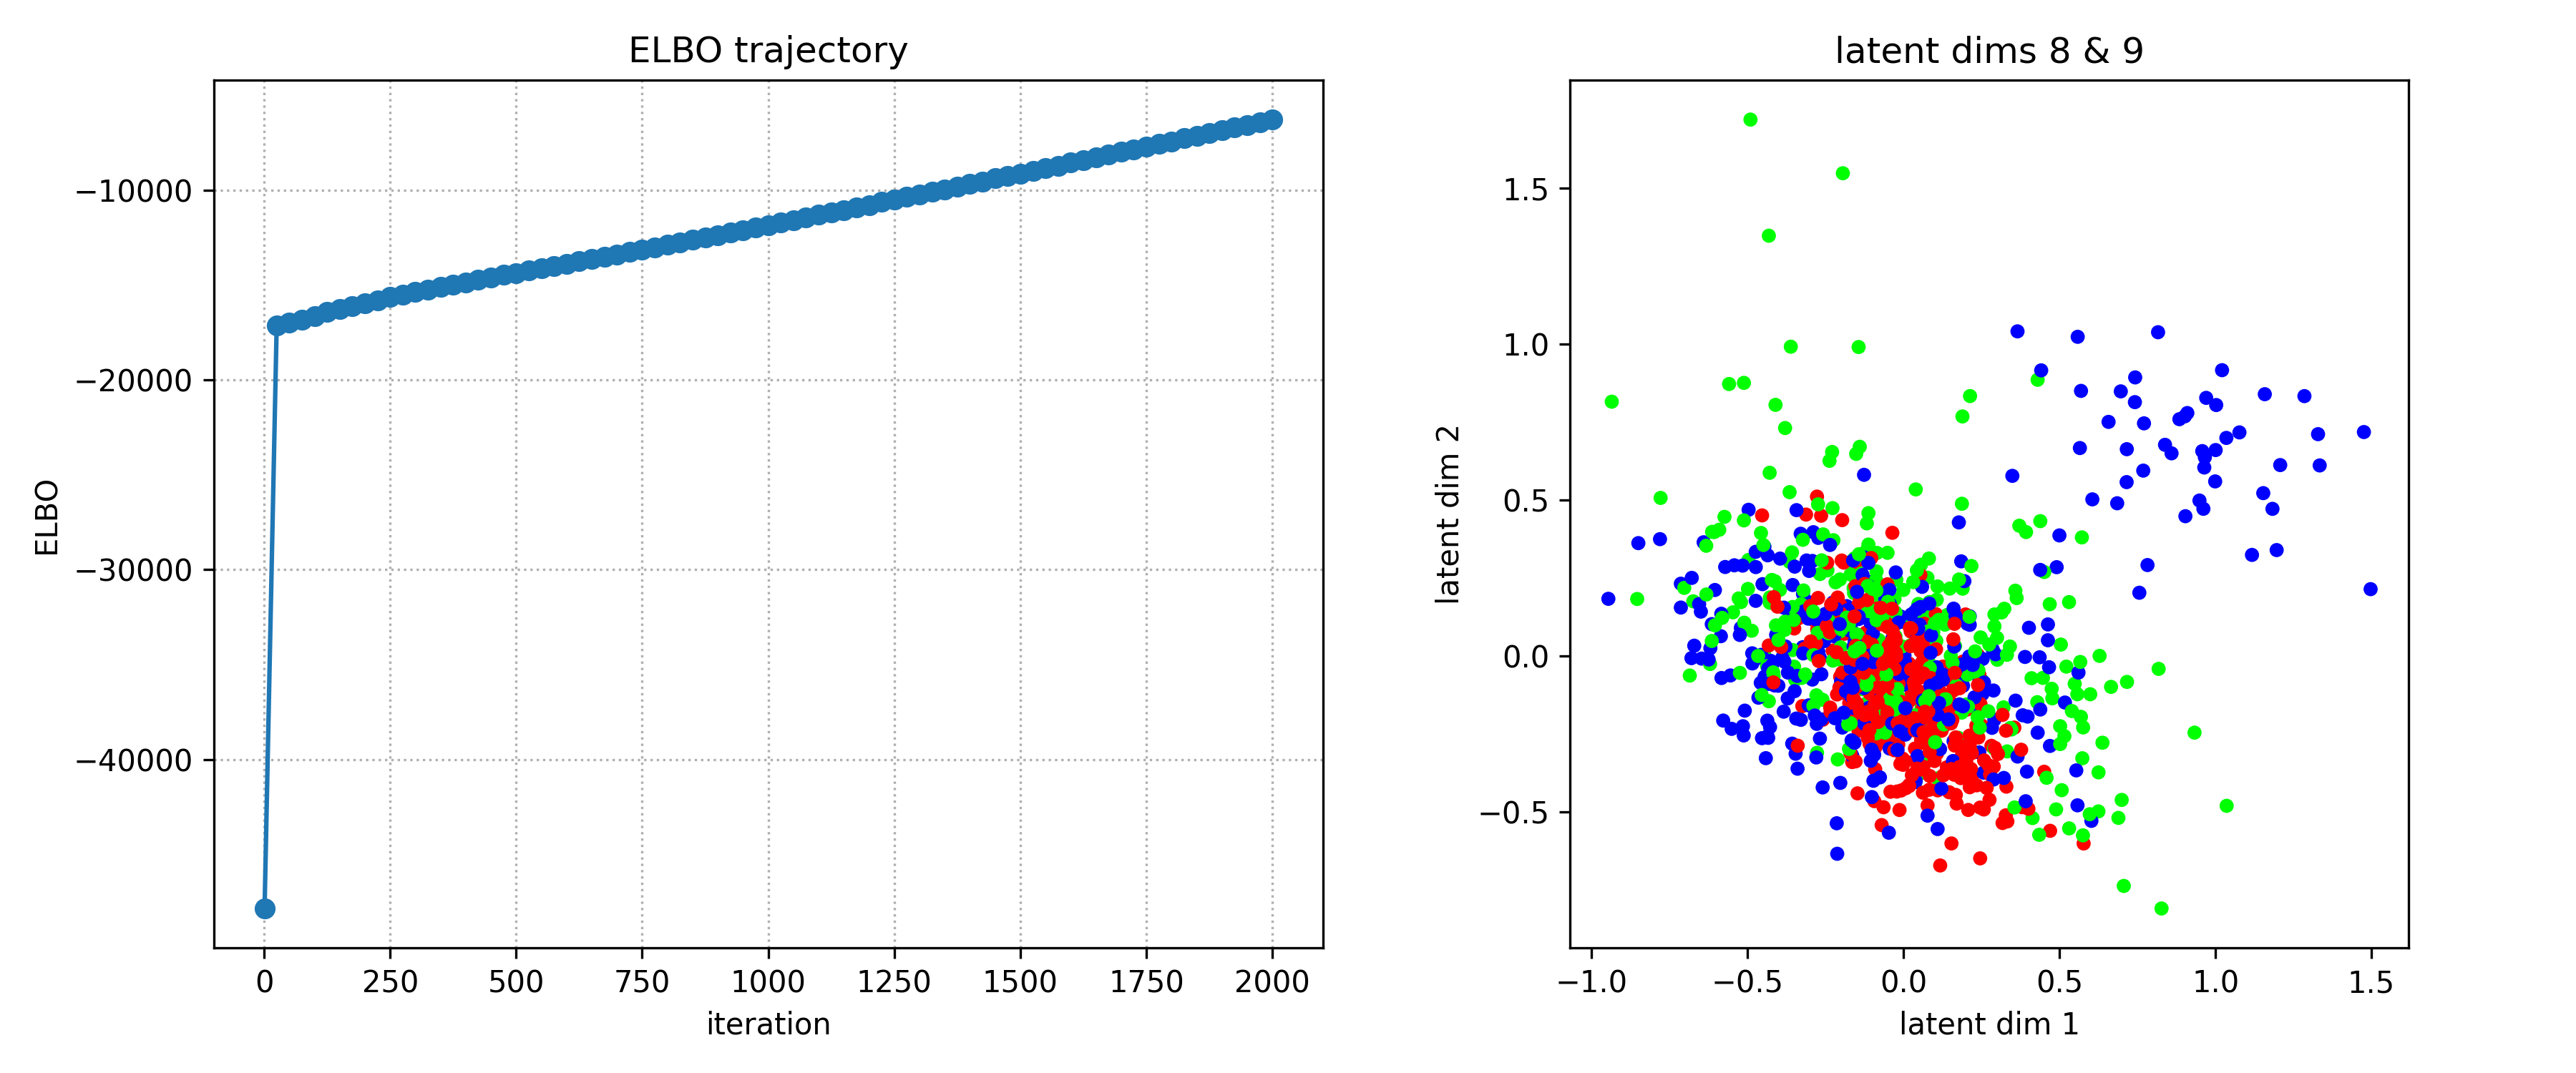 ELBO trajectory
ELBO
−10000
−20000
−30000
−40000
0 250 500 750 1000 1250 1500 1750 2000
iteration
latent dims 8 & 9
latent dim 2
1.5
1.0
0.5
0.0
−0.5
−1.0 −0.5 0.0 0.5 1.0 1.5
latent dim 1